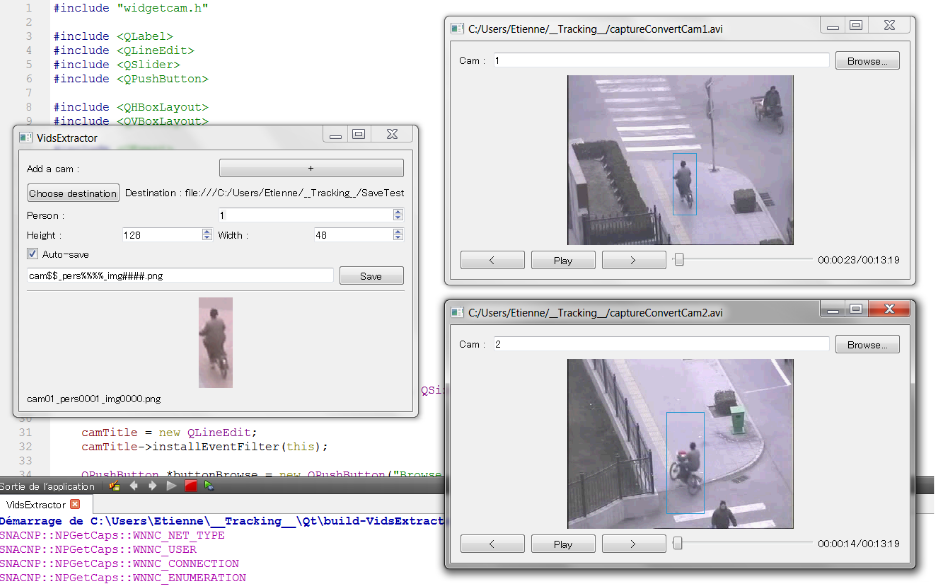 1 #include "widgetcam.h"
2
3 #include <QLabel>
4 #include <QLineEdit>
5 #include <QSlider>
6 #include <QPushButton>
7
8 #include <QHBoxLayout>
9 #include <QVBoxLayout>
VidsExtractor
Add a cam :
+
Choose destination
Destination : file:///C:/Users/Etienne/__Tracking_/SaveTest
Person :
1
Height :
128
Width :
48
Auto-save
cam$$_pers%%%%_img####.png
Save
cam01_pers0001_img0000.png
C:/Users/Etienne/__Tracking__/captureConvertCam1.avi
Cam :
1
Browse...
<
Play
>
00:00:23/00:13:19
C:/Users/Etienne/__Tracking__/captureConvertCam2.avi
Cam :
2
Browse...
<
Play
>
00:00:14/00:13:19
31 camTitle = new QLineEdit;
32 camTitle->installEventFilter(this);
33
34 QPushButton *buttonBrowse = new QPushButton("Browse
Sortie de l'application
VidsExtractor
Démarrage de C:\Users\Etienne\__Tracking__\Qt\build-VidsExtract
SNACNP::NPGetCaps::WNNC_NET_TYPE
SNACNP::NPGetCaps::WNNC_USER
SNACNP::NPGetCaps::WNNC_CONNECTION
SNACNP::NPGetCaps::WNNC_ENUMERATION